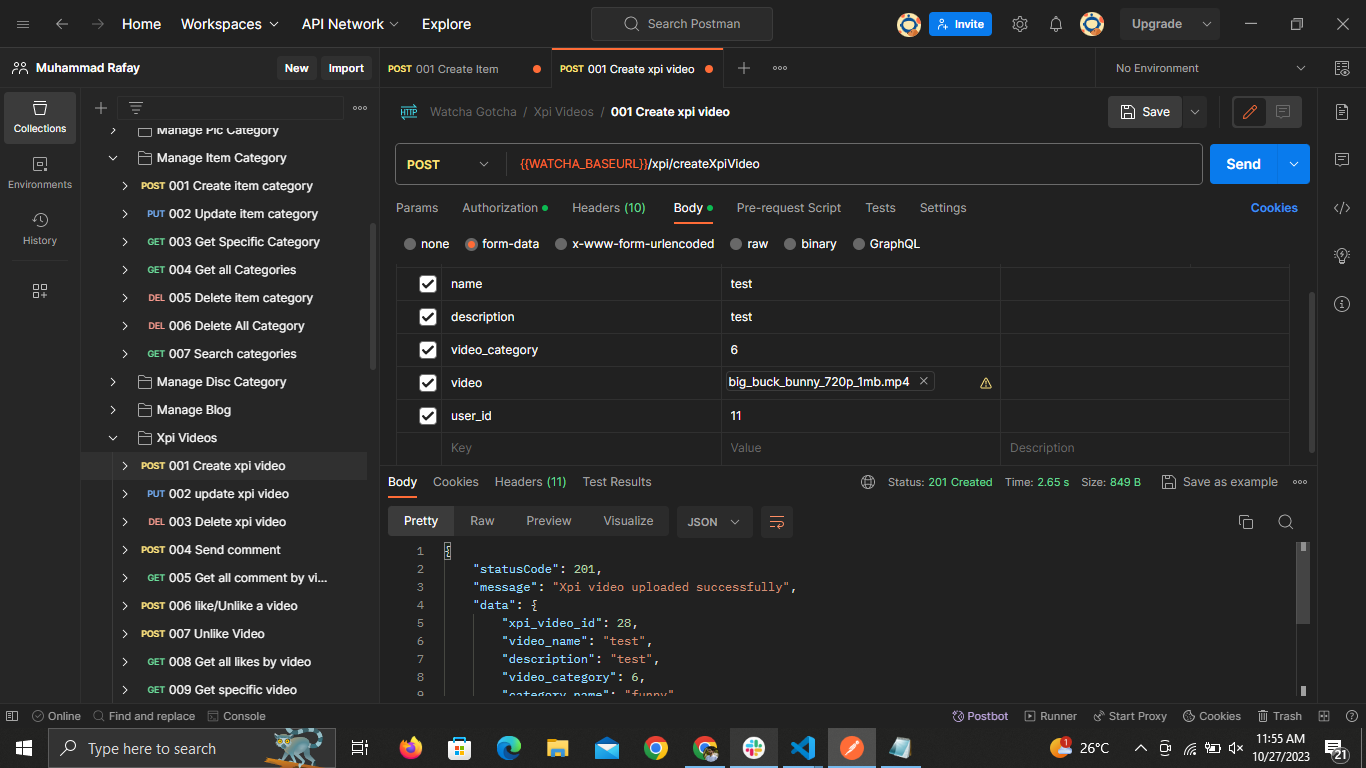 Home Workspaces API Network Explore Search Postman Invite Upgrade
Muhammad Rafay New Import POST 001 Create Item POST 001 Create xpi video No Environment
Collections
Environments
History
Manage Pic Category
Manage Item Category
POST 001 Create item category
PUT 002 Update item category
GET 003 Get Specific Category
GET 004 Get all Categories
DEL 005 Delete item category
DEL 006 Delete All Category
GET 007 Search categories
Manage Disc Category
Manage Blog
Xpi Videos
POST 001 Create xpi video
PUT 002 update xpi video
DEL 003 Delete xpi video
POST 004 Send comment
GET 005 Get all comment by vi...
POST 006 like/Unlike a video
POST 007 Unlike Video
GET 008 Get all likes by video
GET 009 Get specific video
HTTP Watcha Gotcha / Xpi Videos / 001 Create xpi video Save
POST {{WATCHA_BASEURL}}/xpi/createXpiVideo Send
Params Authorization Headers (10) Body Pre-request Script Tests Settings Cookies
none form-data x-www-form-urlencoded raw binary GraphQL
name test
description test
video_category 6
video big_buck_bunny_720p_1mb.mp4
user_id 11
Key Value Description
Body Cookies Headers (11) Test Results Status: 201 Created Time: 2.65 s Size: 849 B Save as example
Pretty Raw Preview Visualize JSON
1 {
2 "statusCode": 201,
3 "message": "Xpi video uploaded successfully",
4 "data": {
5 "xpi_video_id": 28,
6 "video_name": "test",
7 "description": "test",
8 "video_category": 6,
9 "category_name": "funny"
Online Find and replace Console Postbot Runner Start Proxy Cookies Trash
Type here to search 1 26°C 11:55 AM
10/27/2023 21